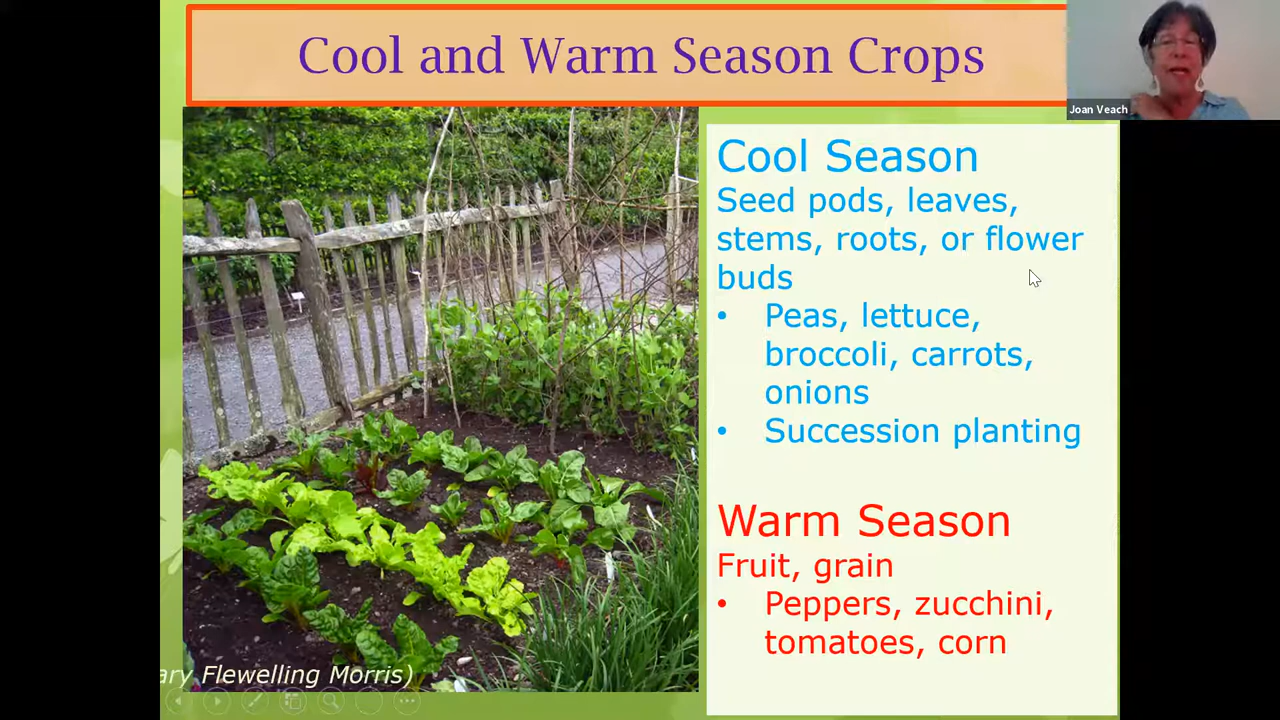 Cool and Warm Season Crops
Joan Veach
Cool Season
Seed pods, leaves,
stems, roots, or flower
buds
• Peas, lettuce,
broccoli, carrots,
onions
• Succession planting
Warm Season
Fruit, grain
• Peppers, zucchini,
tomatoes, corn
Flewelling Morris)